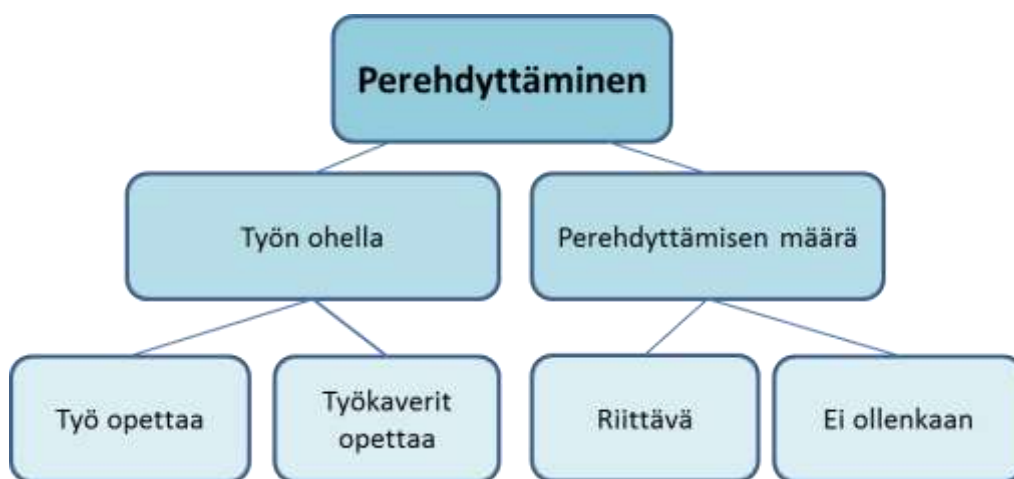 Perehdyttäminen
Työn ohella
Perehdyttämisen määrä
Työ opettaa
Työkaverit
opettaa
Riittävä
Ei ollenkaan